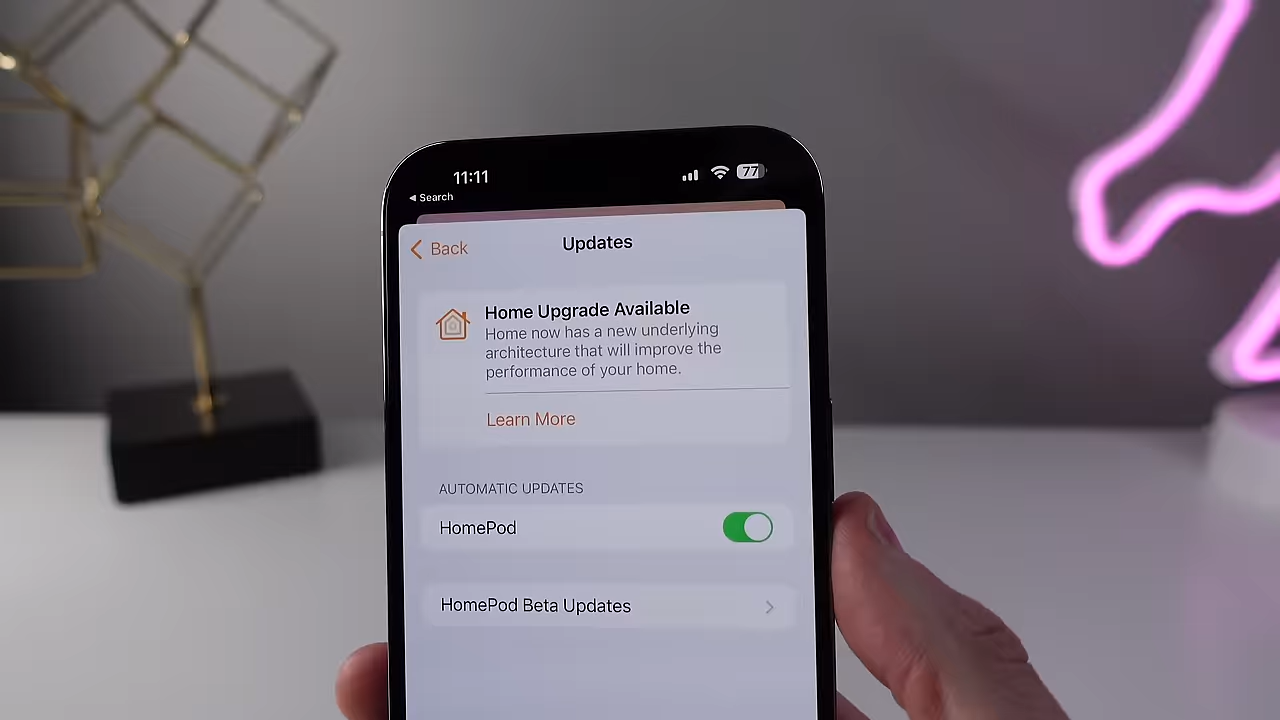 11:11
77
Search
Back
Updates
Home Upgrade Available
Home now has a new underlying
architecture that will improve the
performance of your home.
Learn More
AUTOMATIC UPDATES
HomePod
HomePod Beta Updates